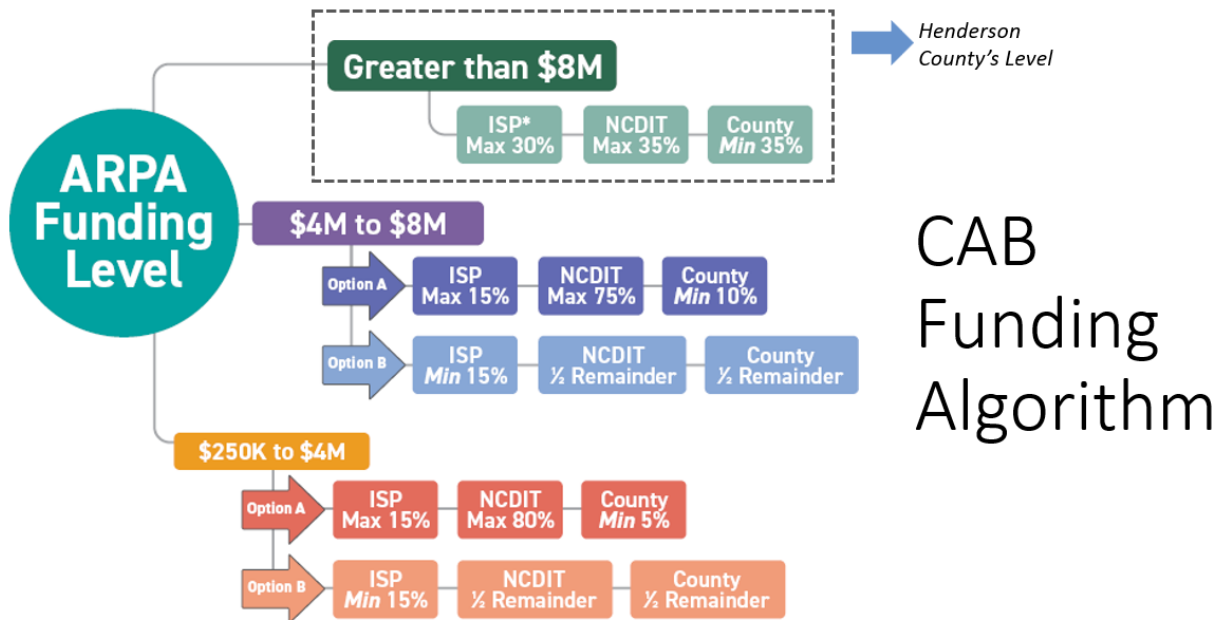 Henderson
County's Level
Greater than $8M
ISP*
Max 30%
NCDIT
Max 35%
County
Min 35%
ARPA
Funding
Level
$4M to $8M
Option A
ISP
Max 15%
NCDIT
Max 75%
County
Min 10%
Option B
ISP
Min 15%
NCDIT
½ Remainder
County
½ Remainder
$250K to $4M
Option A
ISP
Max 15%
NCDIT
Max 80%
County
Min 5%
Option B
ISP
Min 15%
NCDIT
½ Remainder
County
½ Remainder
CAB
Funding
Algorithm